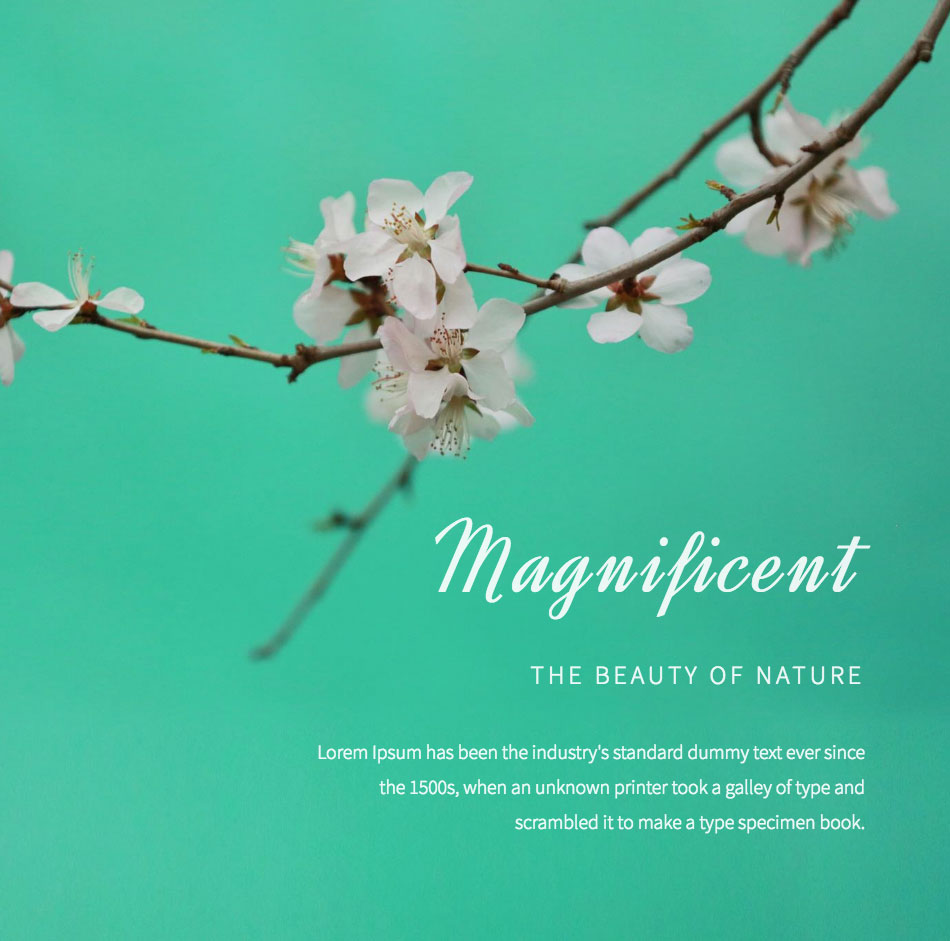 Magnificent
THE BEAUTY OF NATURE
Lorem Ipsum has been the industry's standard dummy text ever since
the 1500s, when an unknown printer took a galley of type and
scrambled it to make a type specimen book.